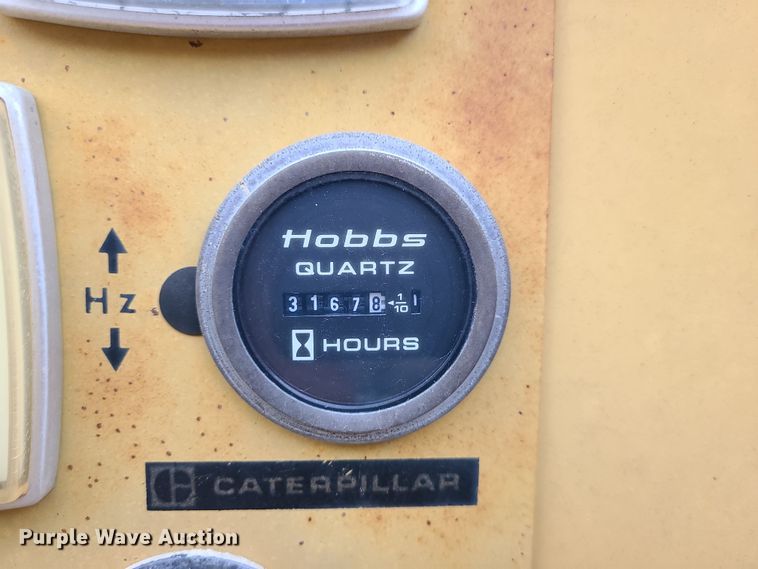 Hobbs
QUARTZ
31678 ◄1/10
HOURS
Hz
CATERPILLAR
Purple Wave Auction